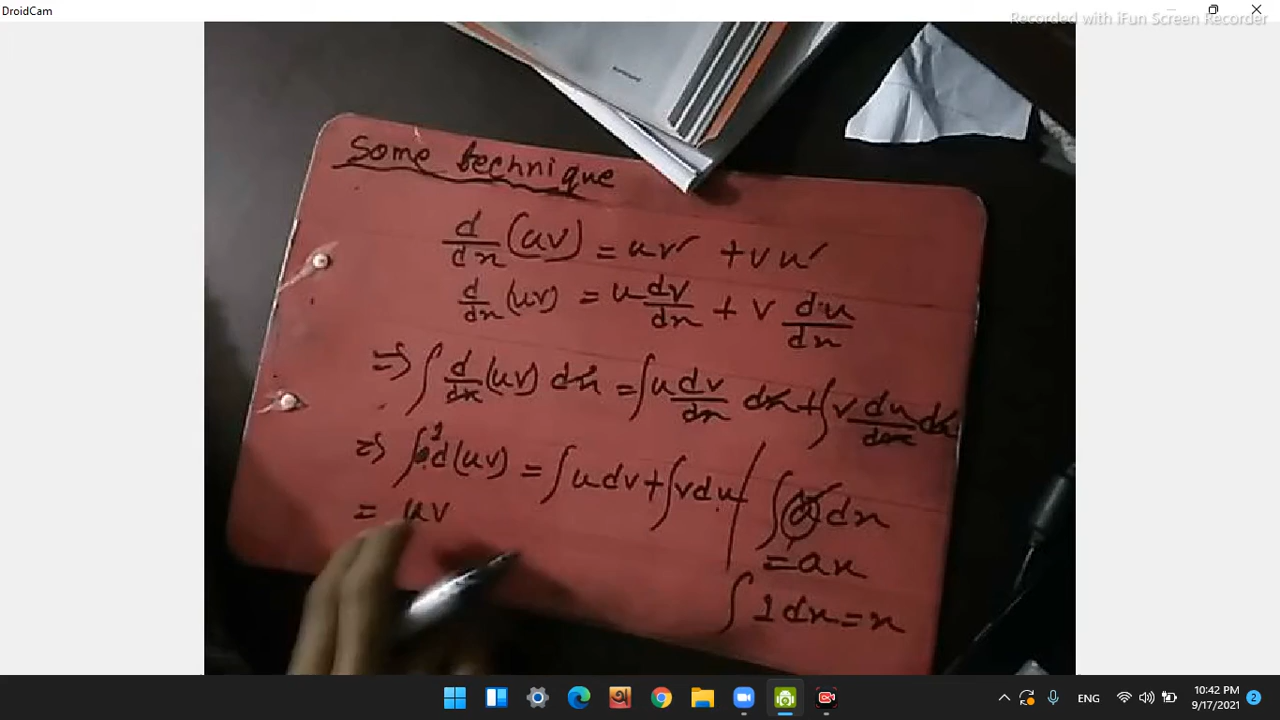 DroidCam
Recorded with iFun Screen Recorder
Some technique
d/dx (uv) = uv′ + vu′
d/dx (uv) = u dv/dx + v du/dx
⇒ ∫ d/dx (uv) dx = ∫ u dv/dx dx + ∫ v du/dx dx
⇒ ∫ 1 d(uv) = ∫ u dv + ∫ v du
= uv
∫ a dx
= ax
∫ 1 dx = x
ENG
10:42 PM
9/17/2021
2